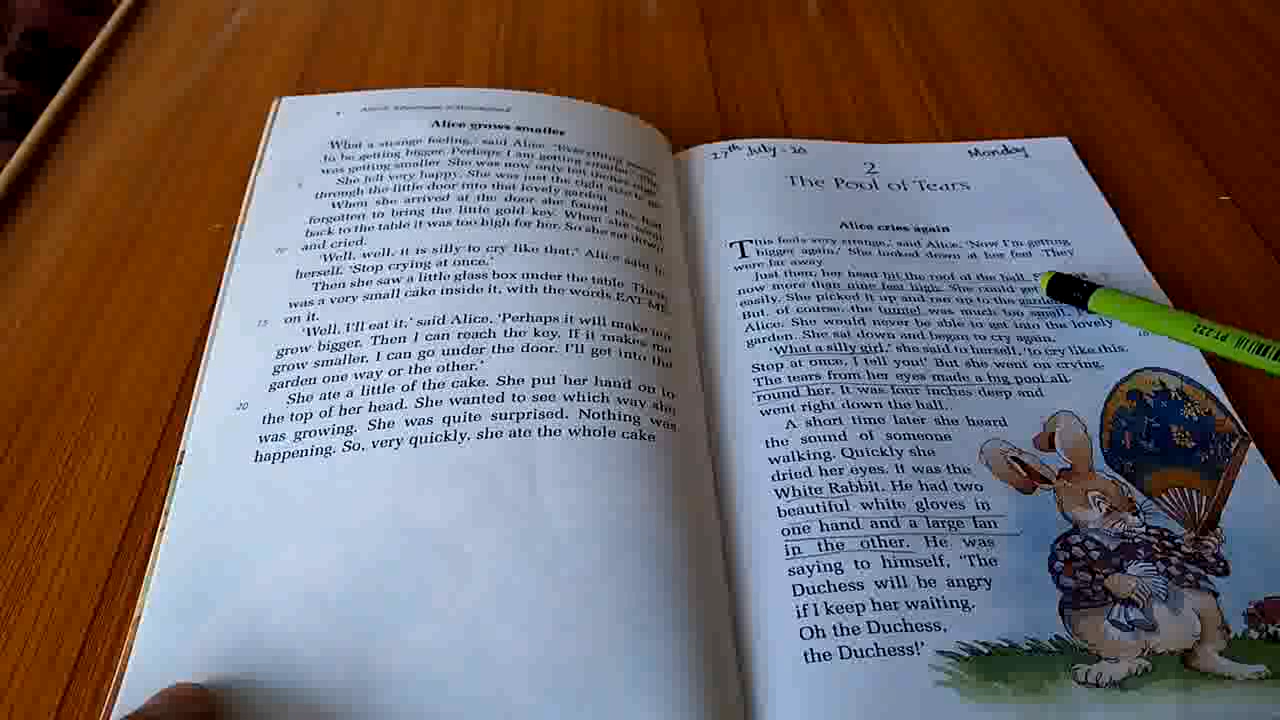 Alice's Adventures in Wonderland
Alice grows smaller
'What a strange feeling,' said Alice. 'Everything seems
to be getting bigger. Perhaps I am getting smaller.' She
was getting smaller. She was now only ten inches high.
5
She felt very happy. She was just the right size to go
through the little door into that lovely garden.
When she arrived at the door she found she had
forgotten to bring the little gold key. When she went
back to the table it was too high for her. So she sat down
10 and cried.
'Well, well, it is silly to cry like that,' Alice said to
herself. 'Stop crying at once.'
Then she saw a little glass box under the table. There
was a very small cake inside it, with the words EAT ME
15 on it.
'Well, I'll eat it,' said Alice. 'Perhaps it will make me
grow bigger. Then I can reach the key. If it makes me
grow smaller, I can go under the door. I'll get into the
garden one way or the other.'
20 She ate a little of the cake. She put her hand on to
the top of her head. She wanted to see which way she
was growing. She was quite surprised. Nothing was
happening. So, very quickly, she ate the whole cake
27th July - 20 Monday
2
The Pool of Tears
Alice cries again
This feels very strange,' said Alice. 'Now I'm getting
bigger again.' She looked down at her feet. They
were far away.
Just then, her head hit the roof of the hall.
now more than nine feet high. She could get
easily. She picked it up and ran up to the garden
But, of course, the tunnel was much too small.
Alice. She would never be able to get into the lovely
garden. She sat down and began to cry again.
'What a silly girl,' she said to herself, 'to cry like this.
Stop at once, I tell you!' But she went on crying.
The tears from her eyes made a big pool all
round her. It was four inches deep and
went right down the hall.
A short time later she heard
the sound of someone
walking. Quickly she
dried her eyes. It was the
White Rabbit. He had two
beautiful white gloves in
one hand and a large fan
in the other. He was
saying to himself, 'The
Duchess will be angry
if I keep her waiting.
Oh the Duchess,
the Duchess!'
PT222